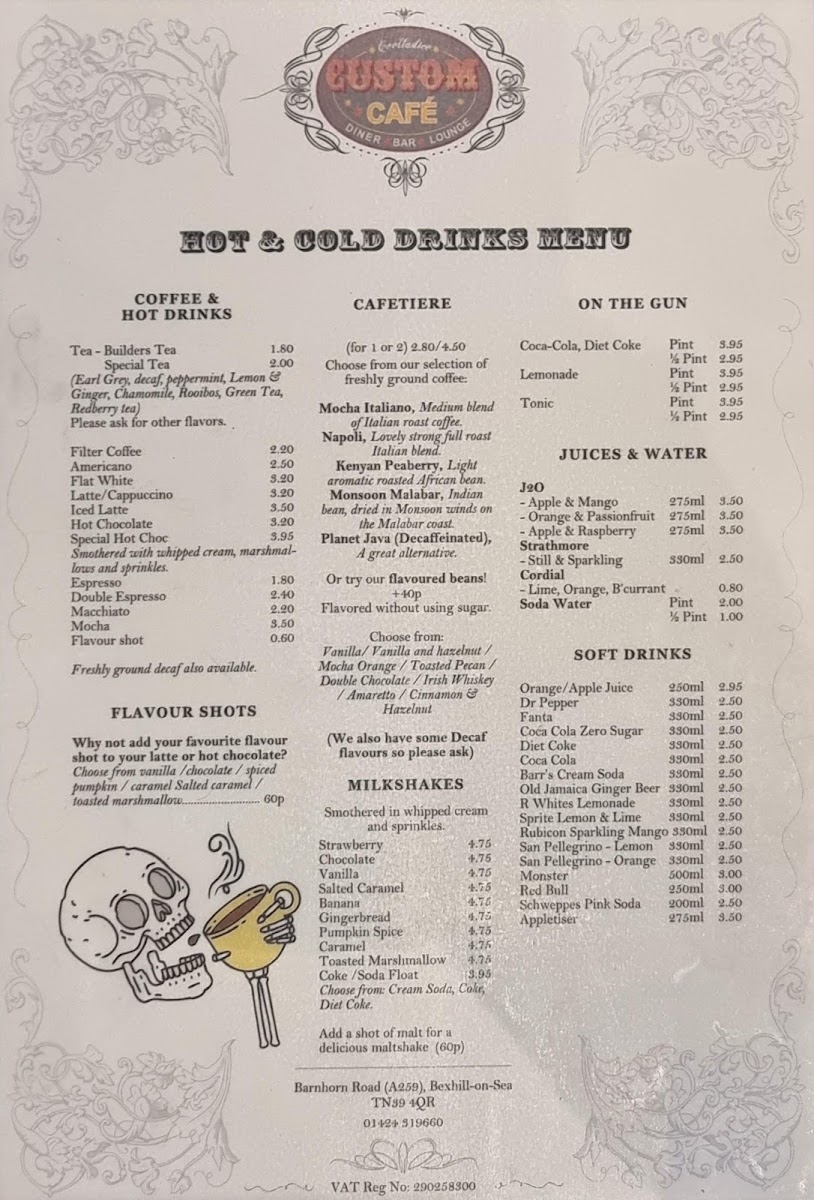 Cooltadico
CUSTOM
CAFÉ
DINER ★ BAR ★ LOUNGE
HOT & COLD DRINKS MENU
COFFEE &
HOT DRINKS
Tea - Builders Tea 1.80
Special Tea 2.00
(Earl Grey, decaf, peppermint, Lemon &
Ginger, Chamomile, Rooibos, Green Tea,
Redberry tea)
Please ask for other flavors.
Filter Coffee 2.20
Americano 2.50
Flat White 3.20
Latte/Cappuccino 3.20
Iced Latte 3.50
Hot Chocolate 3.20
Special Hot Choc 3.95
Smothered with whipped cream, marshmal-
lows and sprinkles.
Espresso 1.80
Double Espresso 2.40
Macchiato 2.20
Mocha 3.50
Flavour shot 0.60
Freshly ground decaf also available.
FLAVOUR SHOTS
Why not add your favourite flavour
shot to your latte or hot chocolate?
Choose from vanilla /chocolate / spiced
pumpkin / caramel Salted caramel /
toasted marshmallow.......................... 60p
CAFETIERE
(for 1 or 2) 2.80/4.50
Choose from our selection of
freshly ground coffee:
Mocha Italiano, Medium blend
of Italian roast coffee.
Napoli, Lovely strong full roast
Italian blend.
Kenyan Peaberry, Light
aromatic roasted African bean.
Monsoon Malabar, Indian
bean, dried in Monsoon winds on
the Malabar coast.
Planet Java (Decaffeinated),
A great alternative.
Or try our flavoured beans!
+40p
Flavored without using sugar.
Choose from:
Vanilla/ Vanilla and hazelnut /
Mocha Orange / Toasted Pecan /
Double Chocolate / Irish Whiskey
/ Amaretto / Cinnamon &
Hazelnut
(We also have some Decaf
flavours so please ask)
MILKSHAKES
Smothered in whipped cream
and sprinkles.
Strawberry 4.75
Chocolate 4.75
Vanilla 4.75
Salted Caramel 4.75
Banana 4.75
Gingerbread 4.75
Pumpkin Spice 4.75
Caramel 4.75
Toasted Marshmallow 4.75
Coke /Soda Float 3.95
Choose from: Cream Soda, Coke,
Diet Coke.
Add a shot of malt for a
delicious maltshake (60p)
ON THE GUN
Coca-Cola, Diet Coke Pint 3.95
½ Pint 2.95
Lemonade Pint 3.95
½ Pint 2.95
Tonic Pint 3.95
½ Pint 2.95
JUICES & WATER
J2O
- Apple & Mango 275ml 3.50
- Orange & Passionfruit 275ml 3.50
- Apple & Raspberry 275ml 3.50
Strathmore
- Still & Sparkling 330ml 2.50
Cordial
- Lime, Orange, B'currant 0.80
Soda Water Pint 2.00
½ Pint 1.00
SOFT DRINKS
Orange/Apple Juice 250ml 2.95
Dr Pepper 330ml 2.50
Fanta 330ml 2.50
Coca Cola Zero Sugar 330ml 2.50
Diet Coke 330ml 2.50
Coca Cola 330ml 2.50
Barr's Cream Soda 330ml 2.50
Old Jamaica Ginger Beer 330ml 2.50
R Whites Lemonade 330ml 2.50
Sprite Lemon & Lime 330ml 2.50
Rubicon Sparkling Mango 330ml 2.50
San Pellegrino - Lemon 330ml 2.50
San Pellegrino - Orange 330ml 2.50
Monster 500ml 3.00
Red Bull 250ml 3.00
Schweppes Pink Soda 200ml 2.50
Appletiser 275ml 3.50
Barnhorn Road (A259), Bexhill-on-Sea
TN39 4QR
01424 319660
VAT Reg No: 290258300